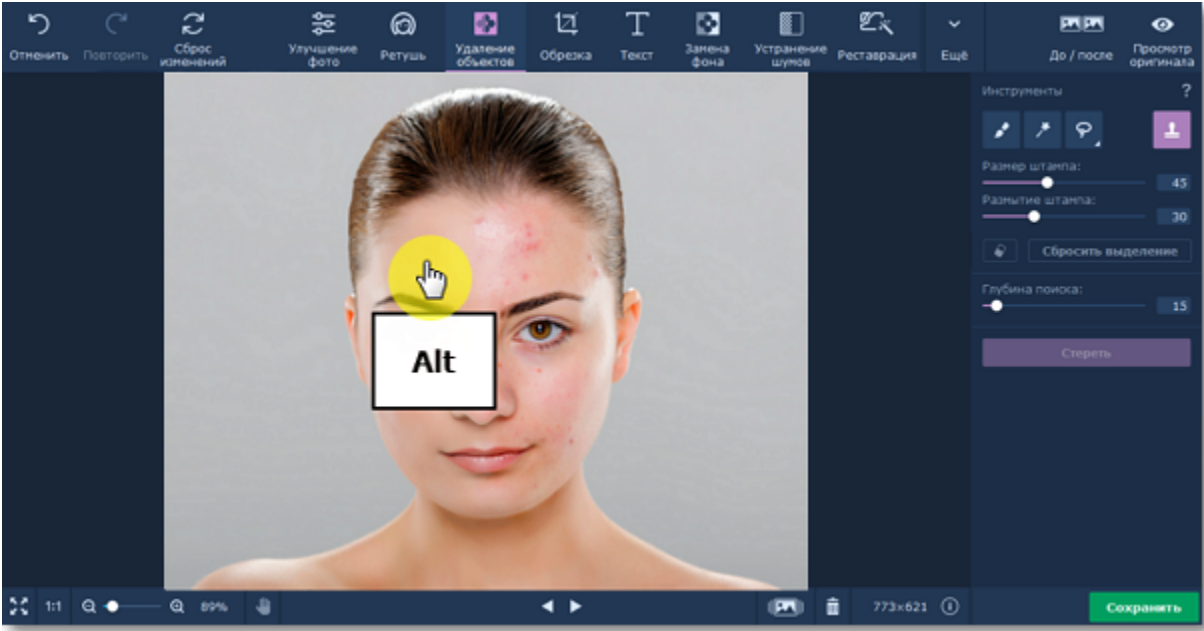 Отменить
Повторить
Сброс
изменений
Улучшение
фото
Ретушь
Удаление
объектов
Обрезка
Текст
Замена
фона
Устранение
шумов
Реставрация
Ещё
До / после
Просмотр
оригинала
Инструменты ?
Размер штампа:
45
Размытие штампа:
30
Сбросить выделение
Глубина поиска:
15
Стереть
Alt
1:1 89% 773×621
Сохранить